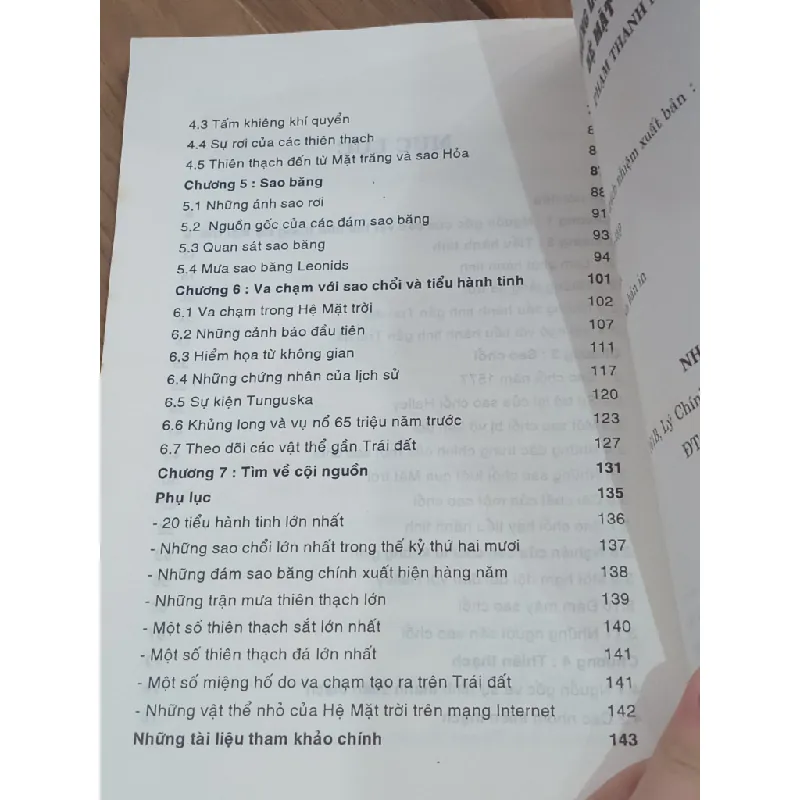 4.3 Tấm khiêng khí quyển
4.4 Sự rơi của các thiên thạch
4.5 Thiên thạch đến từ Mặt trăng và sao Hỏa
Chương 5 : Sao băng
5.1 Những ánh sao rơi 88
5.2 Nguồn gốc của các đám sao băng 91
5.3 Quan sát sao băng 93
5.4 Mưa sao băng Leonids 94
Chương 6 : Va chạm với sao chổi và tiểu hành tinh 101
6.1 Va chạm trong Hệ Mặt trời 102
6.2 Những cảnh báo đầu tiên 107
6.3 Hiểm họa từ không gian 111
6.4 Những chứng nhân của lịch sử 117
6.5 Sự kiện Tunguska 120
6.6 Khủng long và vụ nổ 65 triệu năm trước 123
6.7 Theo dõi các vật thể gần Trái đất 127
Chương 7 : Tìm về cội nguồn 131
Phụ lục 135
- 20 tiểu hành tinh lớn nhất 136
- Những sao chổi lớn nhất trong thế kỷ thứ hai mươi 137
- Những đám sao băng chính xuất hiện hàng năm 138
- Những trận mưa thiên thạch lớn 139
- Một số thiên thạch sắt lớn nhất 140
- Một số thiên thạch đá lớn nhất 141
- Một số miệng hố do va chạm tạo ra trên Trái đất 141
- Những vật thể nhỏ của Hệ Mặt trời trên mạng Internet 142
Những tài liệu tham khảo chính 143
MẶT
PHẠM THANH
nhiệm xuất bản :
NH
Lý Chính
ĐT